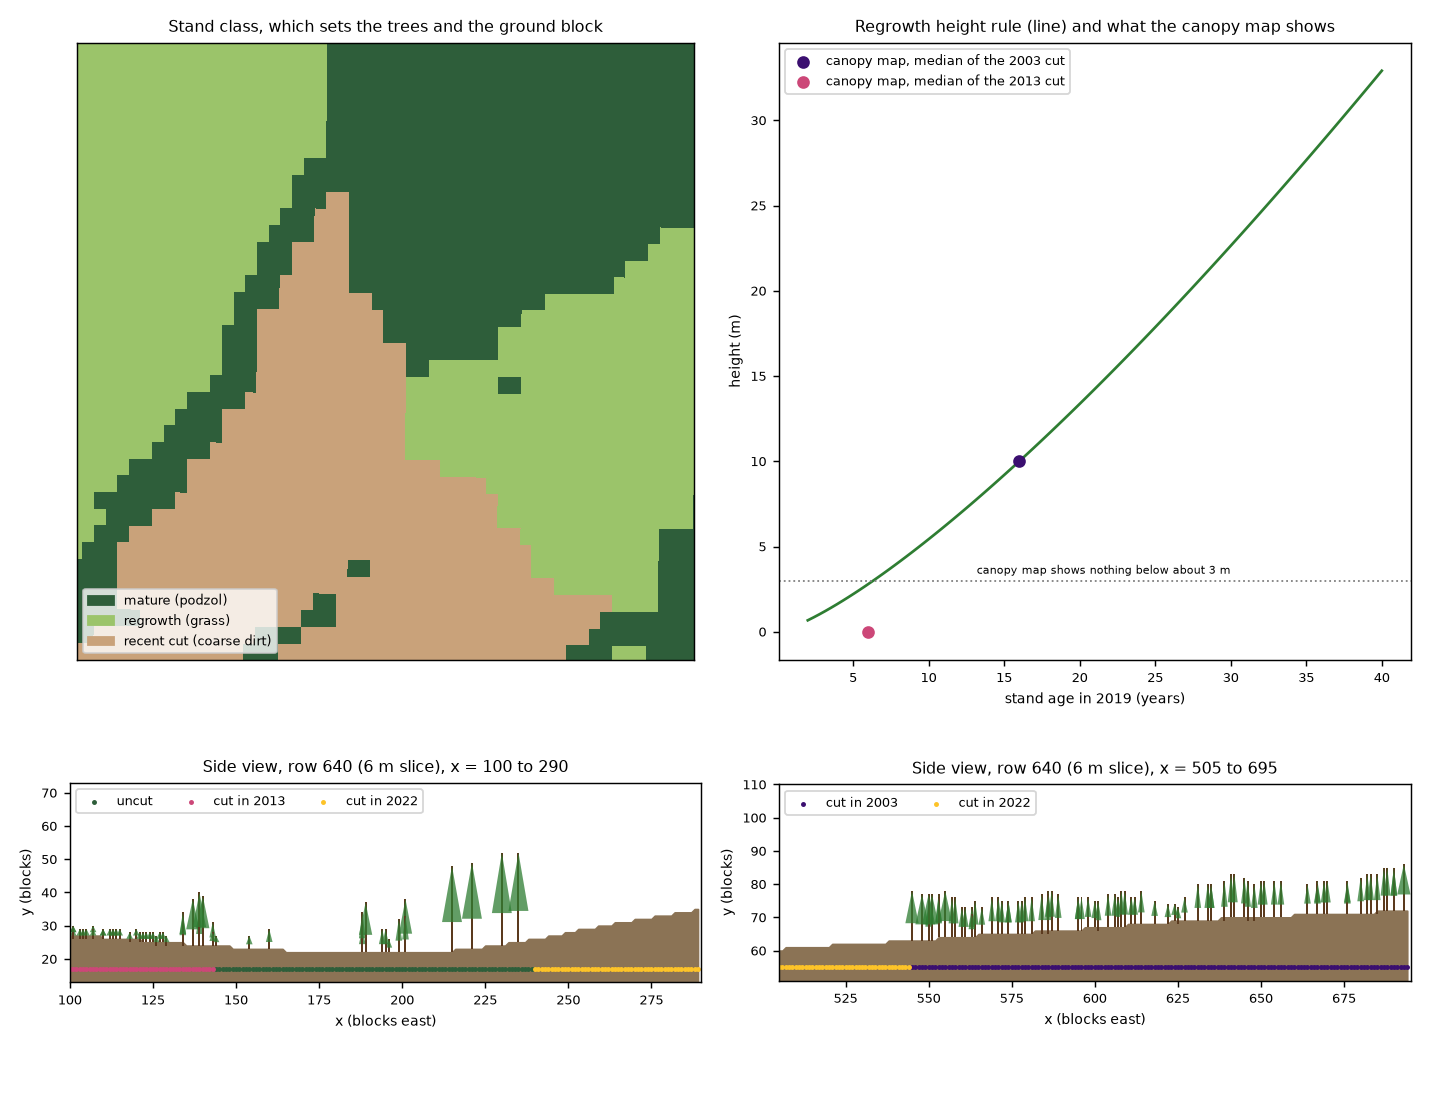 Stand class, which sets the trees and the ground block
mature (podzol)
regrowth (grass)
recent cut (coarse dirt)
Regrowth height rule (line) and what the canopy map shows
canopy map, median of the 2003 cut
canopy map, median of the 2013 cut
height (m)
30
25
20
15
10
5
0
canopy map shows nothing below about 3 m
5 10 15 20 25 30 35 40
stand age in 2019 (years)
Side view, row 640 (6 m slice), x = 100 to 290
uncut cut in 2013 cut in 2022
y (blocks)
70
60
50
40
30
20
100 125 150 175 200 225 250 275
x (blocks east)
Side view, row 640 (6 m slice), x = 505 to 695
cut in 2003 cut in 2022
y (blocks)
110
100
90
80
70
60
525 550 575 600 625 650 675
x (blocks east)